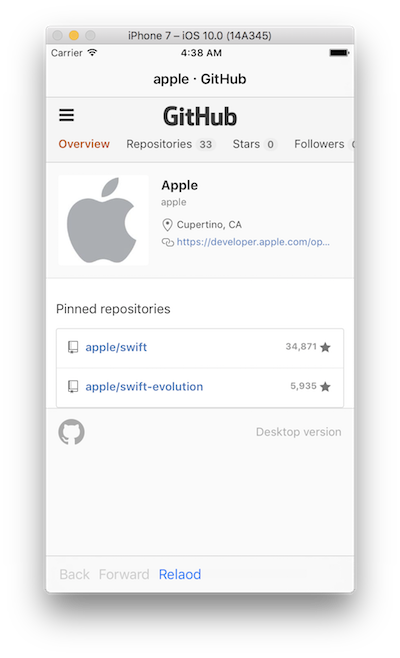 iPhone 7 – iOS 10.0 (14A345)
Carrier 4:38 AM
apple · GitHub
GitHub
Overview Repositories 33 Stars 0 Followers
Apple
apple
Cupertino, CA
https://developer.apple.com/op...
Pinned repositories
apple/swift 34,871
apple/swift-evolution 5,935
Desktop version
Back Forward Relaod